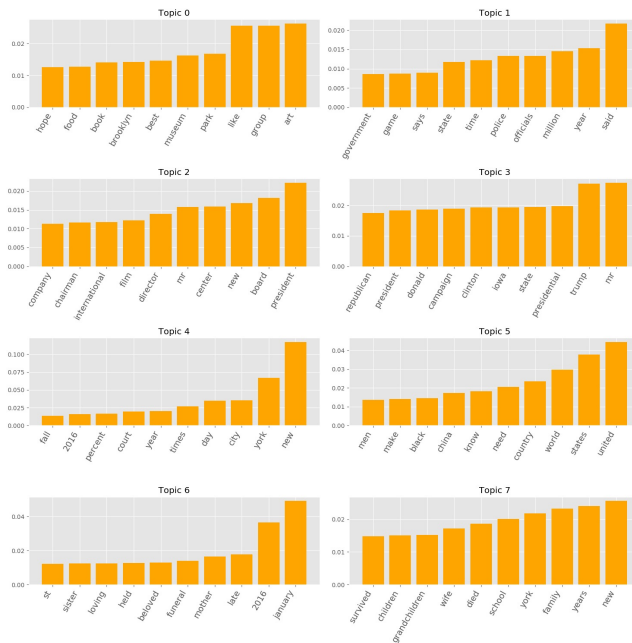 Topic 0
0.02
0.01
0.00
hope food book brooklyn best museum park like group art
Topic 1
0.020
0.015
0.010
0.005
0.000
government game says state time police officials million year said
Topic 2
0.020
0.015
0.010
0.005
0.000
company chairman international film director mr center new board president
Topic 3
0.02
0.01
0.00
republican president donald campaign clinton iowa state presidential trump mr
Topic 4
0.100
0.075
0.050
0.025
0.000
fall 2016 percent court year times day city york new
Topic 5
0.04
0.03
0.02
0.01
0.00
men make black china know need country world states united
Topic 6
0.04
0.02
0.00
st sister loving held beloved funeral mother late 2016 january
Topic 7
0.02
0.01
0.00
survived children grandchildren wife died school york family years new